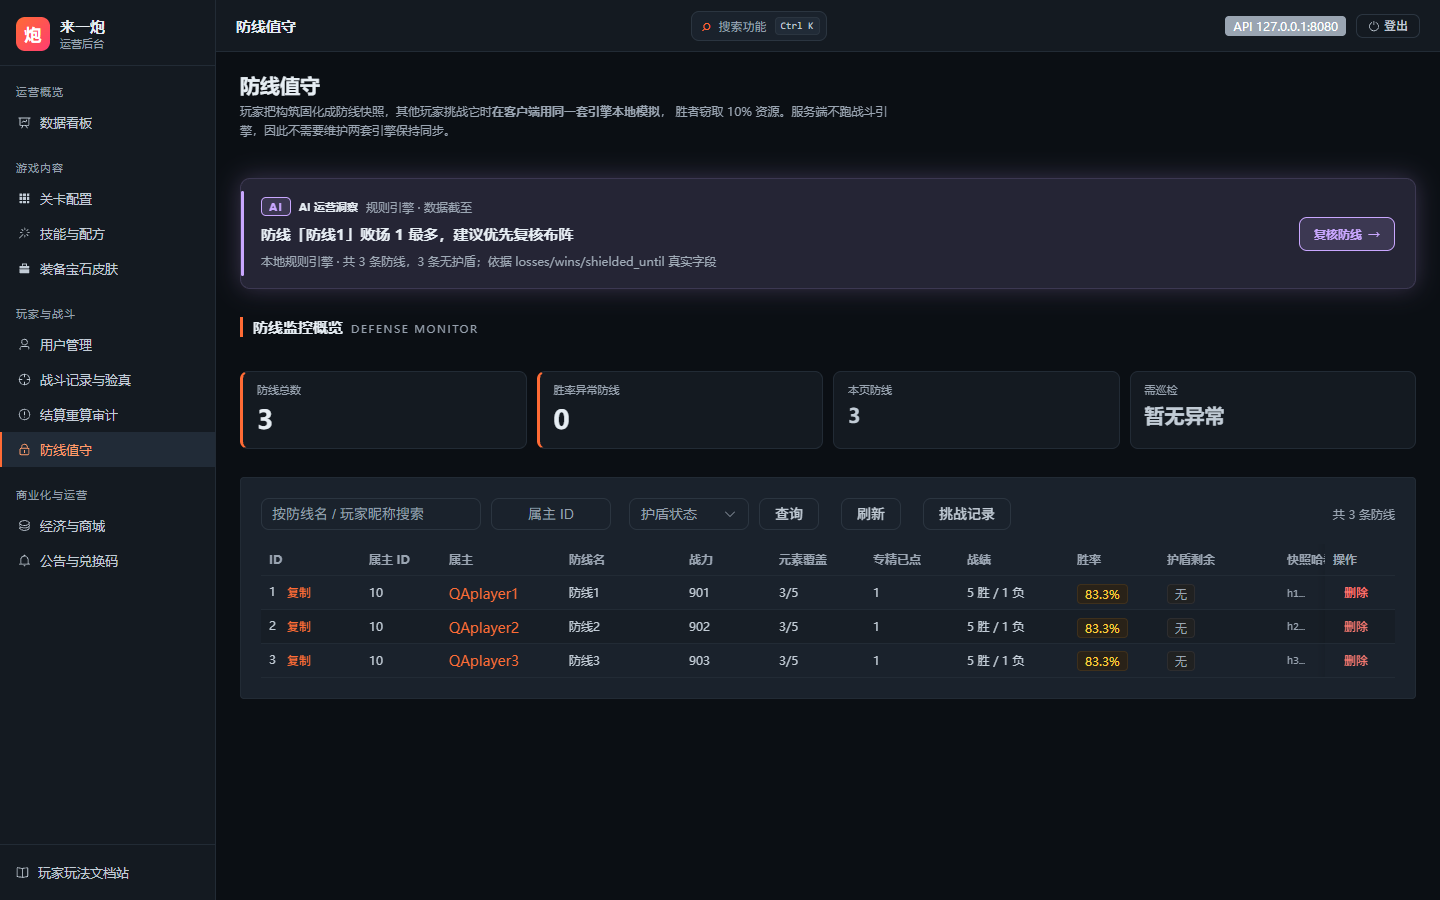 炮
来一炮
运营后台
运营概览
数据看板
游戏内容
关卡配置
技能与配方
装备宝石皮肤
玩家与战斗
用户管理
战斗记录与验真
结算重算审计
防线值守
商业化与运营
经济与商城
公告与兑换码
玩家玩法文档站
防线值守
搜索功能 Ctrl K
API 127.0.0.1:8080
登出
防线值守
玩家把构筑固化成防线快照，其他玩家挑战它时在客户端用同一套引擎本地模拟， 胜者窃取 10% 资源。服务端不跑战斗引
擎，因此不需要维护两套引擎保持同步。
AI AI 运营洞察 规则引擎 · 数据截至
防线「防线1」败场 1 最多，建议优先复核布阵
本地规则引擎 · 共 3 条防线，3 条无护盾；依据 losses/wins/shielded_until 真实字段
复核防线 →
防线监控概览 DEFENSE MONITOR
防线总数
3
胜率异常防线
0
本页防线
3
需巡检
暂无异常
按防线名 / 玩家昵称搜索 属主 ID 护盾状态 查询 刷新 挑战记录 共 3 条防线
ID 属主 ID 属主 防线名 战力 元素覆盖 专精已点 战绩 胜率 护盾剩余 快照哈 操作
1 复制 10 QAplayer1 防线1 901 3/5 1 5 胜 / 1 负 83.3% 无 h1... 删除
2 复制 10 QAplayer2 防线2 902 3/5 1 5 胜 / 1 负 83.3% 无 h2... 删除
3 复制 10 QAplayer3 防线3 903 3/5 1 5 胜 / 1 负 83.3% 无 h3... 删除